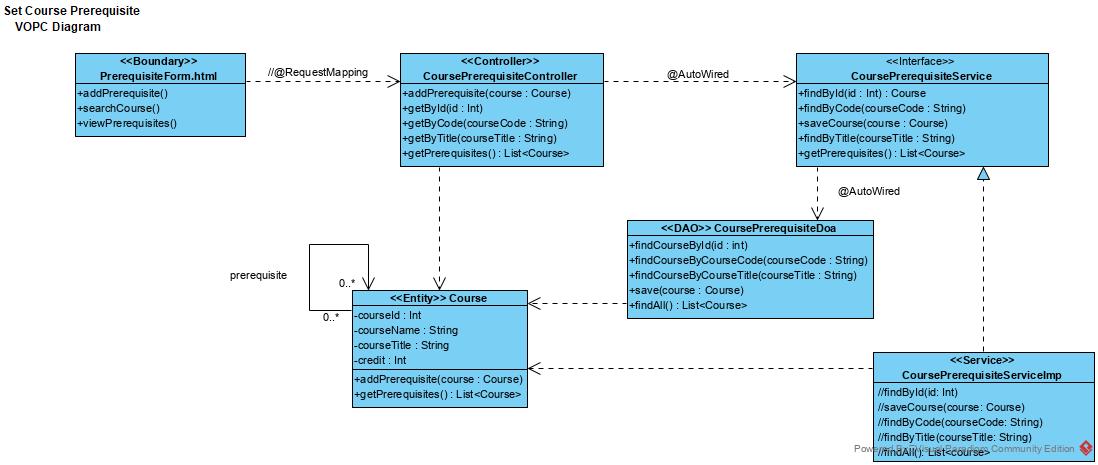 Set Course Prerequisite
VOPC Diagram
<<Boundary>>
PrerequisiteForm.html
+addPrerequisite()
+searchCourse()
+viewPrerequisites()
//@RequestMapping
<<Controller>>
CoursePrerequisiteController
+addPrerequisite(course : Course)
+getById(id : Int)
+getByCode(courseCode : String)
+getByTitle(courseTitle : String)
+getPrerequisites() : List<Course>
@AutoWired
<<Interface>>
CoursePrerequisiteService
+findById(id : Int) : Course
+findByCode(courseCode : String)
+saveCourse(course : Course)
+findByTitle(courseTitle : String)
+getPrerequisites() : List<Course>
@AutoWired
<<DAO>> CoursePrerequisiteDoa
+findCourseById(id : int)
+findCourseByCourseCode(courseCode : String)
+findCourseByCourseTitle(courseTitle : String)
+save(course : Course)
+findAll() : List<Course>
prerequisite
0..*
0..*
<<Entity>> Course
-courseId : Int
-courseName : String
-courseTitle : String
-credit : Int
+addPrerequisite(course : Course)
+getPrerequisites() : List<Course>
<<Service>>
CoursePrerequisiteServiceImp
//findById(id: Int)
//saveCourse(course: Course)
//findByCode(courseCode: String)
//findByTitle(courseTitle: String)
//findAll(): List<course>
Powered By Visual Paradigm Community Edition